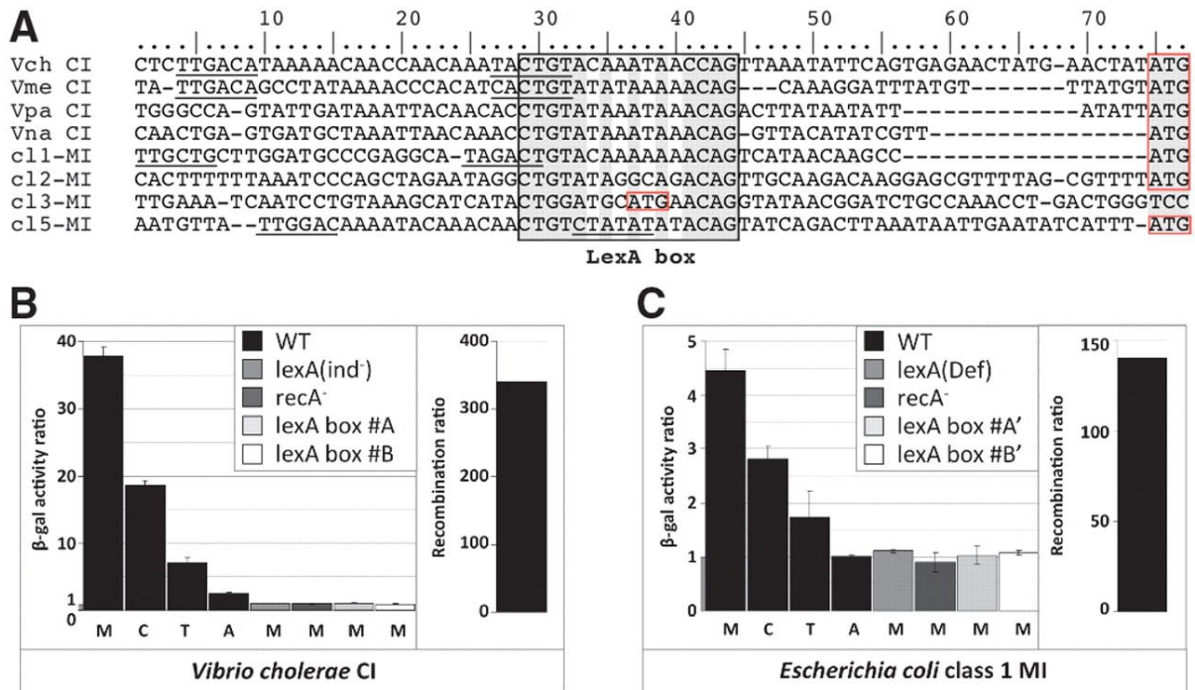 A
10 20 30 40 50 60 70
Vch CI CTCTTGACATAAAAACAACCAACAAATACTGTACAAATAACCAGTTAAATATTCAGTGAGAACTATG-AACTATATG
Vme CI TA-TTGACAGCCTATAAAACCCACATCACTGTATATAAAAACAG---CAAAGGATTTATGT-------TTATGTATG
Vpa CI TGGGCCA-GTATTGATAAATTACAACACCTGTATAAATAAACAGACTTATAATATT-------------ATATTATG
Vna CI CAACTGA-GTGATGCTAAATTAACAAACCTGTATAAATAAACAG-GTTACATATCGTT----------------ATG
cl1-MI TTGCTGCTTGGATGCCCGAGGCA-TAGACTGTACAAAAAAACAGTCATAACAAGCC------------------ATG
cl2-MI CACTTTTTTAAATCCCAGCTAGAATAGGCTGTATAGGCAGACAGTTGCAAGACAAGGAGCGTTTTAG-CGTTTTATG
cl3-MI TTGAAA-TCAATCCTGTAAAGCATCATACTGGATGCATGAACAGGTATAACGGATCTGCCAAACCT-GACTGGGTCC
cl5-MI AATGTTA--TTGGACAATACAAACAACTGTCTATATATACAGTATCAGACTTAAATAATTGAATATCATTT-ATG
LexA box
B
β-gal activity ratio
40
30
20
10
1
0
WT
lexA(ind⁻)
recA⁻
lexA box #A
lexA box #B
M C T A M M M M
Recombination ratio
400
300
200
100
0
Vibrio cholerae CI
C
β-gal activity ratio
5
4
3
2
1
0
WT
lexA(Def)
recA⁻
lexA box #A'
lexA box #B'
M C T A M M M M
Recombination ratio
150
100
50
0
Escherichia coli class 1 MI